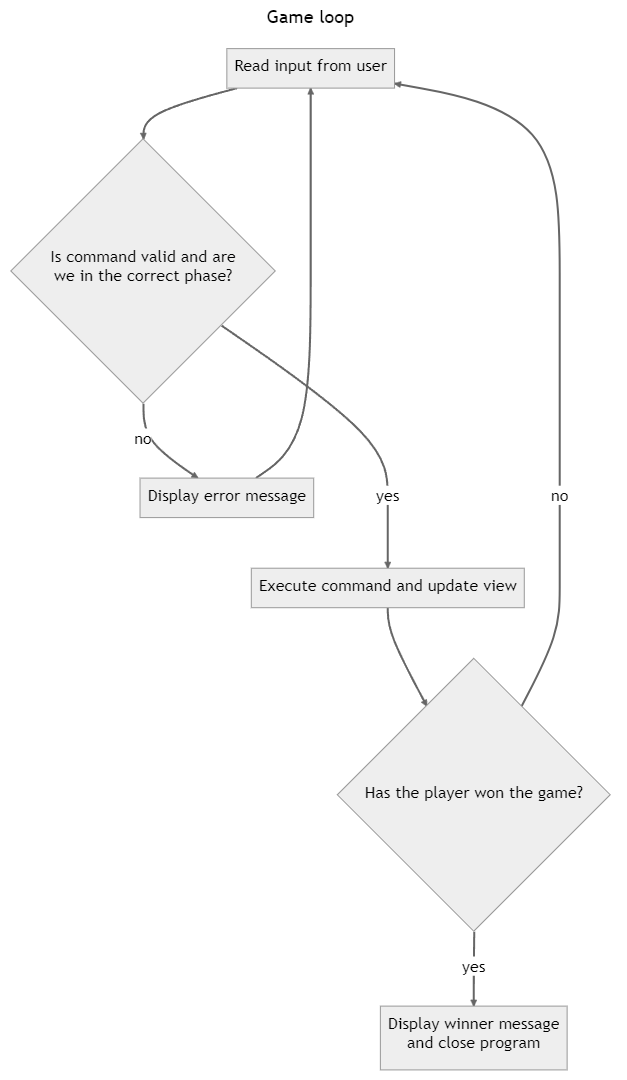 Game loop
Read input from user
Is command valid and are
we in the correct phase?
no
Display error message
yes
no
Execute command and update view
Has the player won the game?
yes
Display winner message
and close program